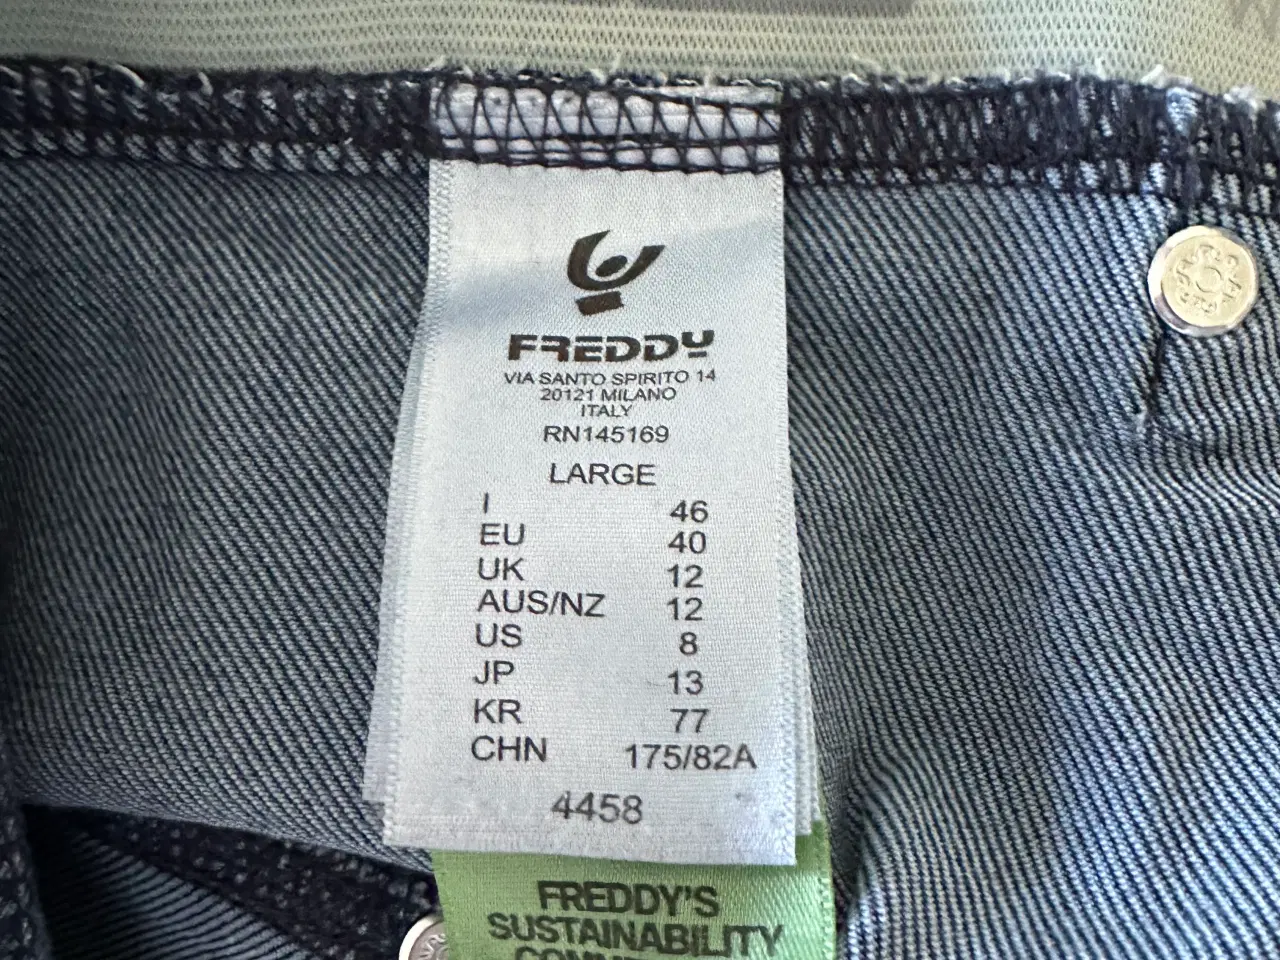 FREDDY
VIA SANTO SPIRITO 14
20121 MILANO
ITALY
RN145169
LARGE
I 46
EU 40
UK 12
AUS/NZ 12
US 8
JP 13
KR 77
CHN 175/82A
4458
FREDDY'S
SUSTAINABILITY